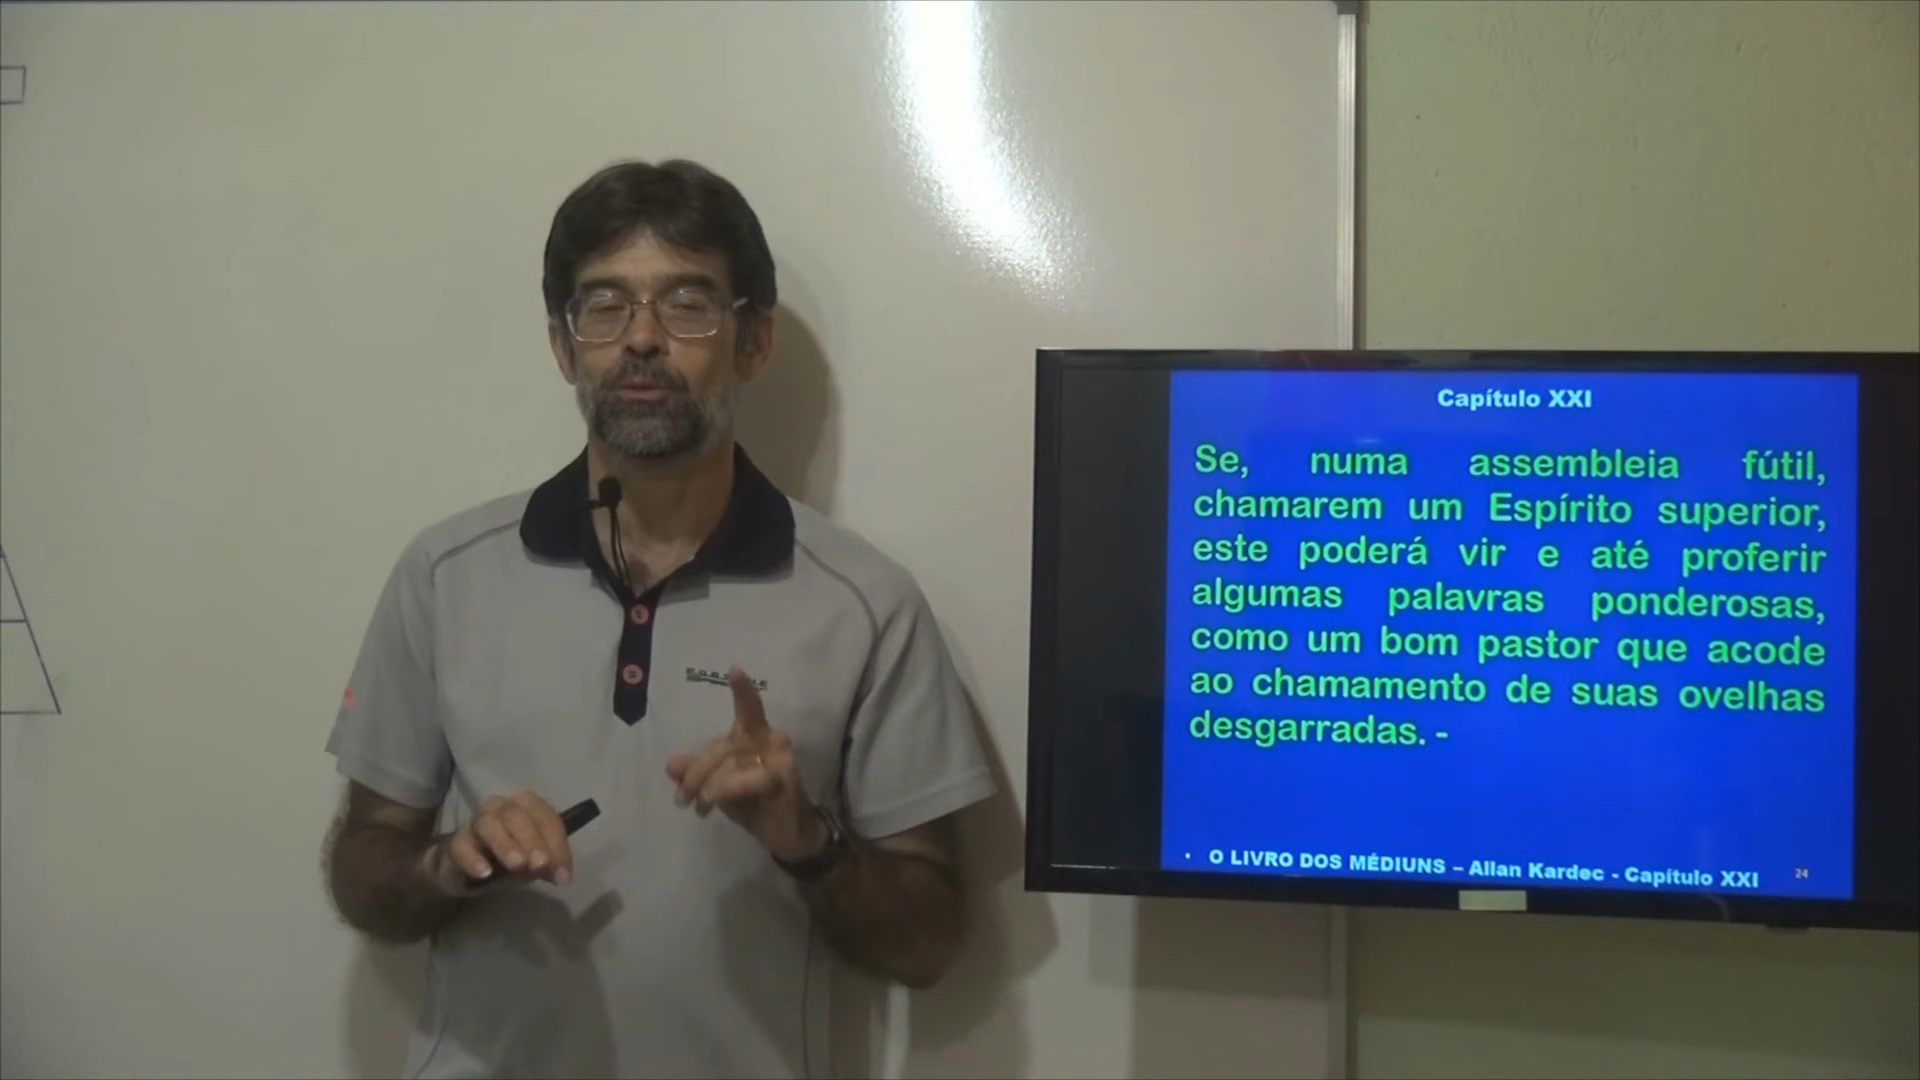 Capítulo XXI
Se, numa assembleia fútil,
chamarem um Espírito superior,
este poderá vir e até proferir
algumas palavras ponderosas,
como um bom pastor que acode
ao chamamento de suas ovelhas
desgarradas. -
• O LIVRO DOS MÉDIUNS – Allan Kardec - Capítulo XXI
24